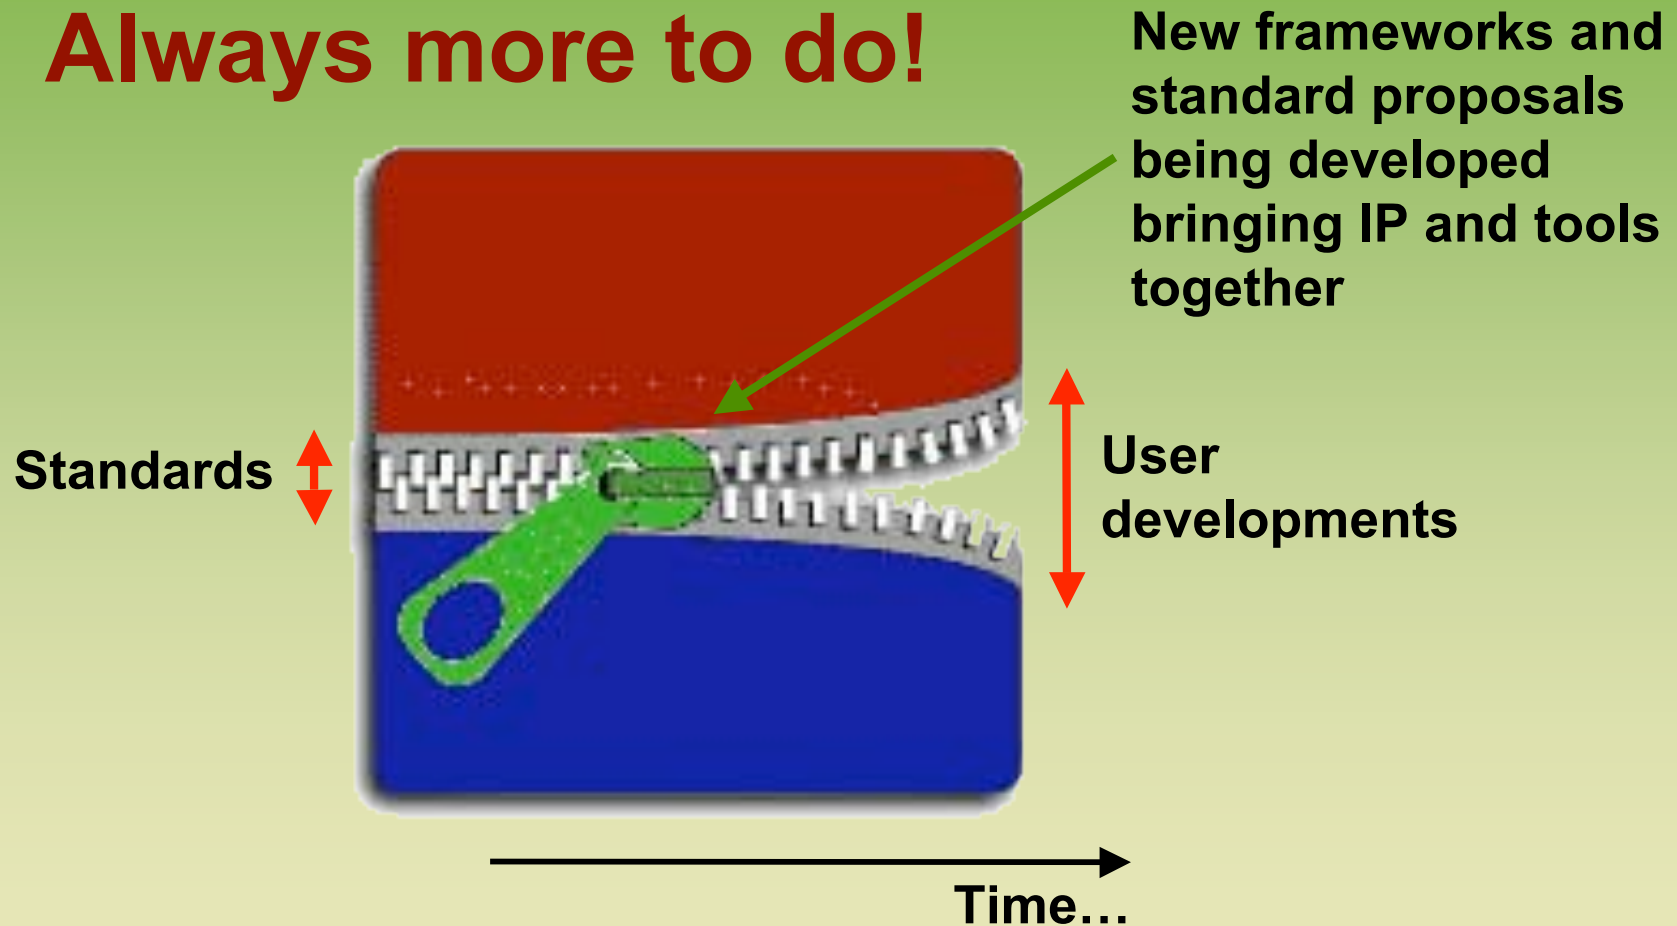 Always more to do!
New frameworks and
standard proposals
being developed
bringing IP and tools
together
Standards
User
developments
Time…